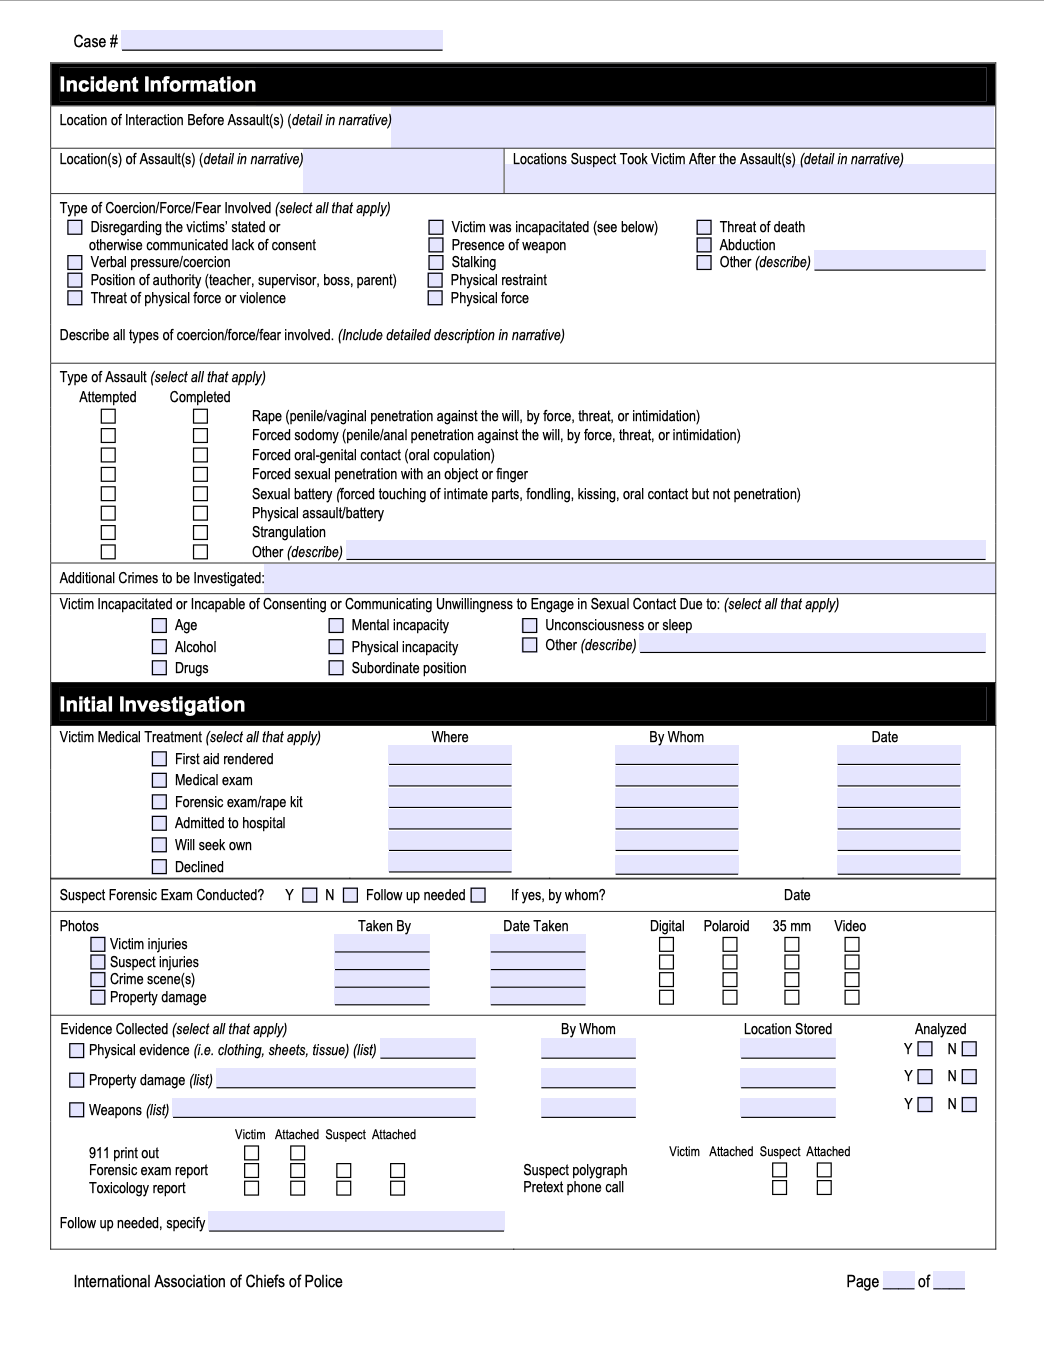 Case #
Incident Information
Location of Interaction Before Assault(s) (detail in narrative)
Location(s) of Assault(s) (detail in narrative) Locations Suspect Took Victim After the Assault(s) (detail in narrative)
Type of Coercion/Force/Fear Involved (select all that apply)
Disregarding the victims' stated or Victim was incapacitated (see below) Threat of death
otherwise communicated lack of consent Presence of weapon Abduction
Verbal pressure/coercion Stalking Other (describe)
Position of authority (teacher, supervisor, boss, parent) Physical restraint
Threat of physical force or violence Physical force
Describe all types of coercion/force/fear involved. (Include detailed description in narrative)
Type of Assault (select all that apply)
Attempted Completed
Rape (penile/vaginal penetration against the will, by force, threat, or intimidation)
Forced sodomy (penile/anal penetration against the will, by force, threat, or intimidation)
Forced oral-genital contact (oral copulation)
Forced sexual penetration with an object or finger
Sexual battery (forced touching of intimate parts, fondling, kissing, oral contact but not penetration)
Physical assault/battery
Strangulation
Other (describe)
Additional Crimes to be Investigated:
Victim Incapacitated or Incapable of Consenting or Communicating Unwillingness to Engage in Sexual Contact Due to: (select all that apply)
Age Mental incapacity Unconsciousness or sleep
Alcohol Physical incapacity Other (describe)
Drugs Subordinate position
Initial Investigation
Victim Medical Treatment (select all that apply) Where By Whom Date
First aid rendered
Medical exam
Forensic exam/rape kit
Admitted to hospital
Will seek own
Declined
Suspect Forensic Exam Conducted? Y N Follow up needed If yes, by whom? Date
Photos Taken By Date Taken Digital Polaroid 35 mm Video
Victim injuries
Suspect injuries
Crime scene(s)
Property damage
Evidence Collected (select all that apply) By Whom Location Stored Analyzed
Physical evidence (i.e. clothing, sheets, tissue) (list) Y N
Property damage (list) Y N
Weapons (list) Y N
Victim Attached Suspect Attached
911 print out Victim Attached Suspect Attached
Forensic exam report Suspect polygraph
Toxicology report Pretext phone call
Follow up needed, specify
International Association of Chiefs of Police Page of